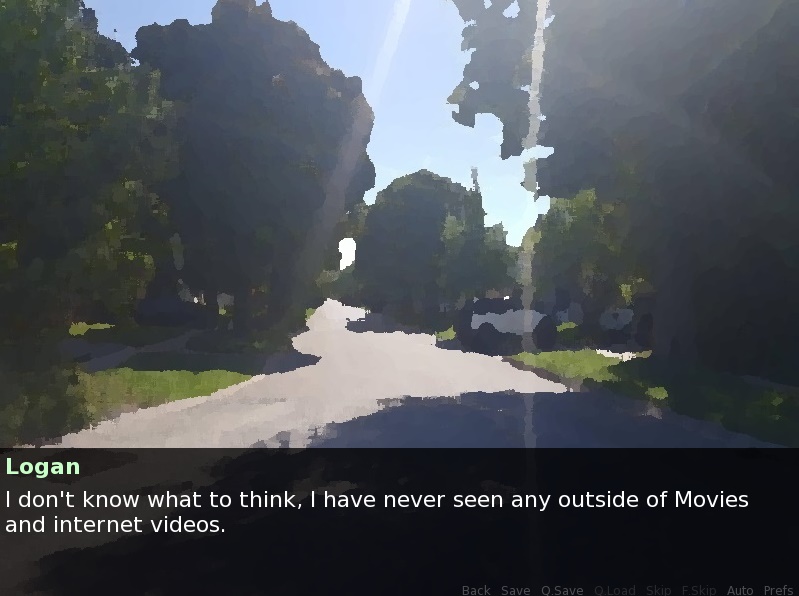 Logan
I don't know what to think, I have never seen any outside of Movies
and internet videos.
Back Save Q.Save Q.Load Skip F.Skip Auto Prefs